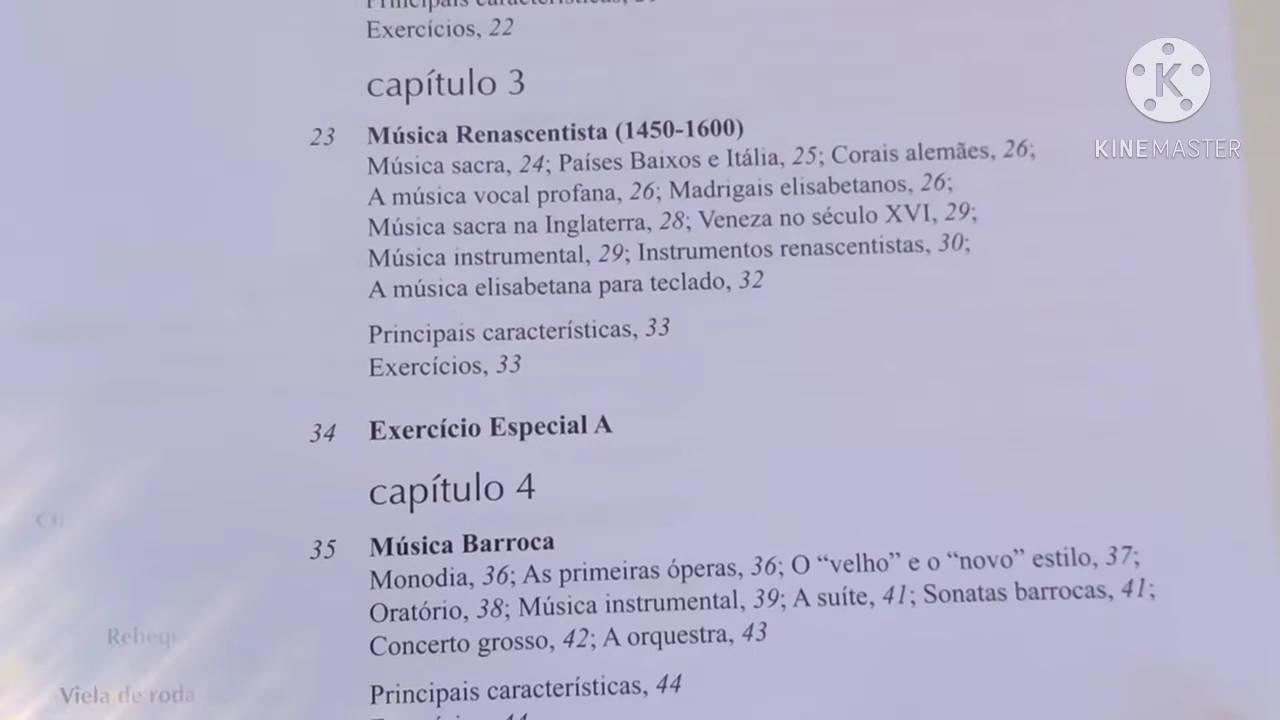 Principais características,
Exercícios, 22
capítulo 3
23 Música Renascentista (1450-1600)
Música sacra, 24; Países Baixos e Itália, 25; Corais alemães, 26;
A música vocal profana, 26; Madrigais elisabetanos, 26;
Música sacra na Inglaterra, 28; Veneza no século XVI, 29;
Música instrumental, 29; Instrumentos renascentistas, 30;
A música elisabetana para teclado, 32
Principais características, 33
Exercícios, 33
34 Exercício Especial A
capítulo 4
35 Música Barroca
Monodia, 36; As primeiras óperas, 36; O “velho” e o “novo” estilo, 37;
Oratório, 38; Música instrumental, 39; A suíte, 41; Sonatas barrocas, 41;
Concerto grosso, 42; A orquestra, 43
Principais características, 44
Viela de roda
K
KINEMASTER